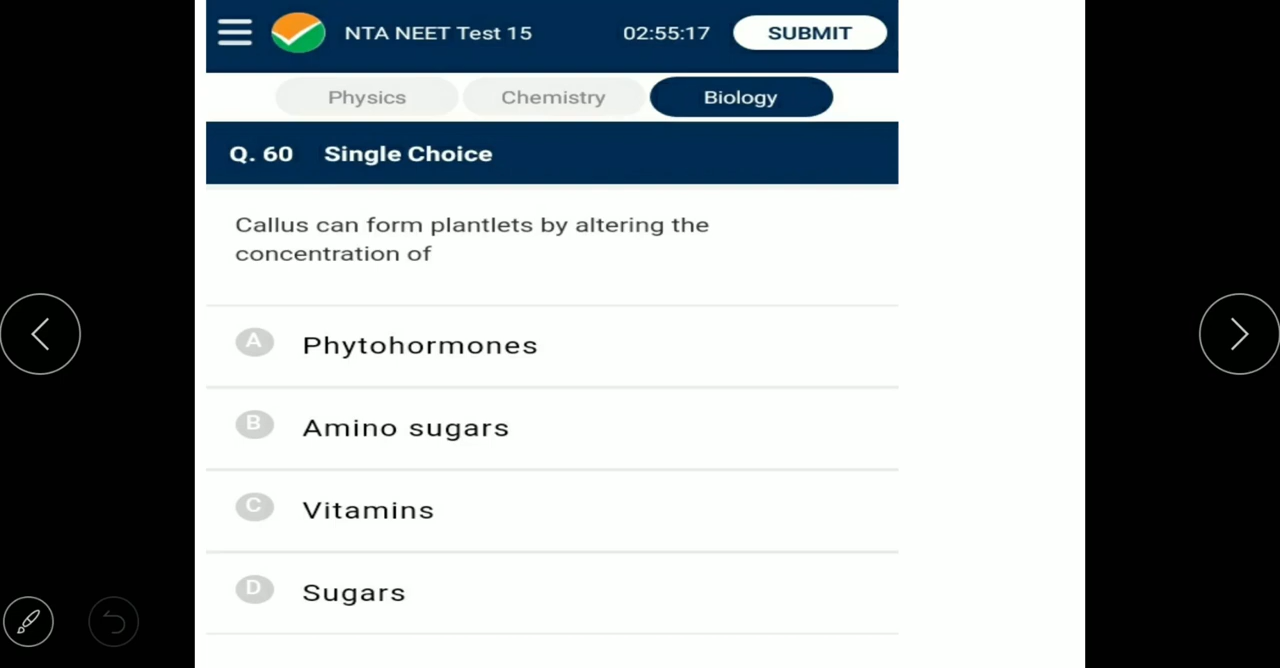 NTA NEET Test 15 02:55:17 SUBMIT
Physics Chemistry Biology
Q. 60 Single Choice
Callus can form plantlets by altering the
concentration of
A Phytohormones
B Amino sugars
C Vitamins
D Sugars